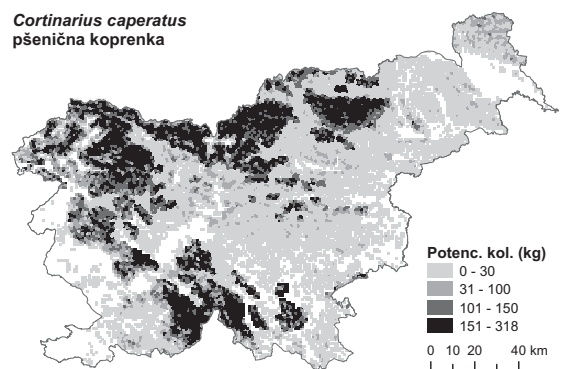 Cortinarius caperatus
pšenična koprenka
Potenc. kol. (kg)
0 - 30
31 - 100
101 - 150
151 - 318
0 10 20 40 km